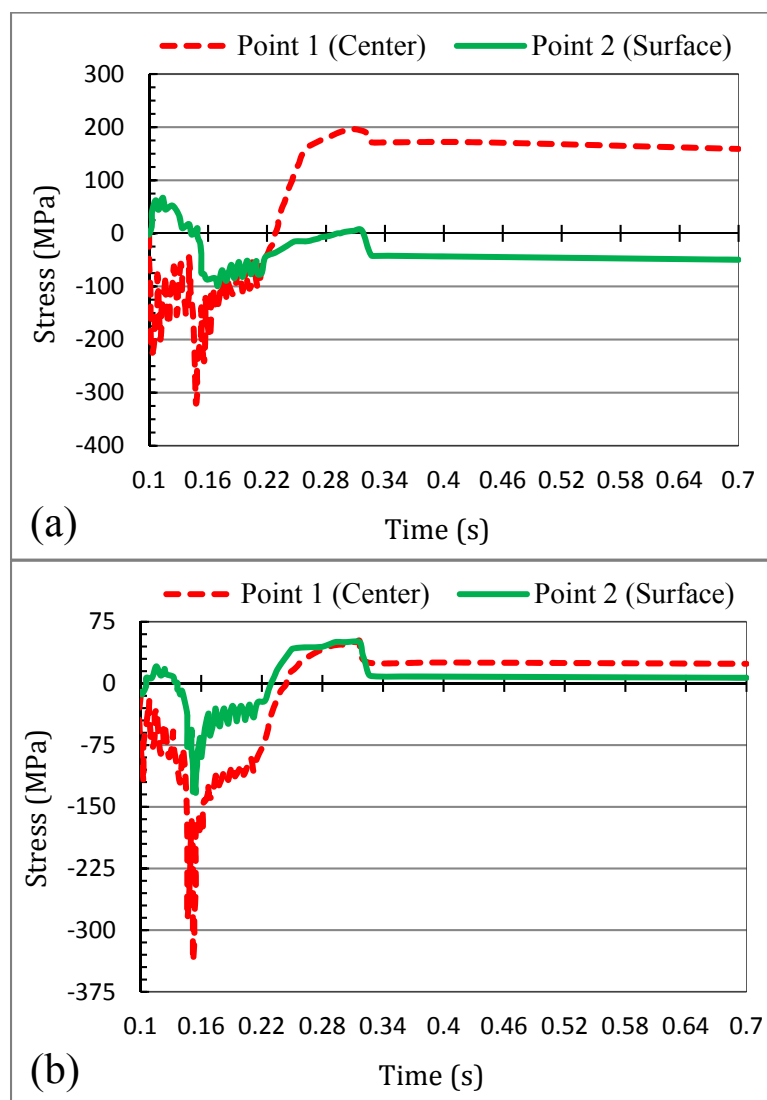 Point 1 (Center) Point 2 (Surface)
300
200
100
0
-100
-200
-300
-400
Stress (MPa)
0.1 0.16 0.22 0.28 0.34 0.4 0.46 0.52 0.58 0.64 0.7
(a) Time (s)
Point 1 (Center) Point 2 (Surface)
75
0
-75
-150
-225
-300
-375
Stress (MPa)
0.1 0.16 0.22 0.28 0.34 0.4 0.46 0.52 0.58 0.64 0.7
(b) Time (s)